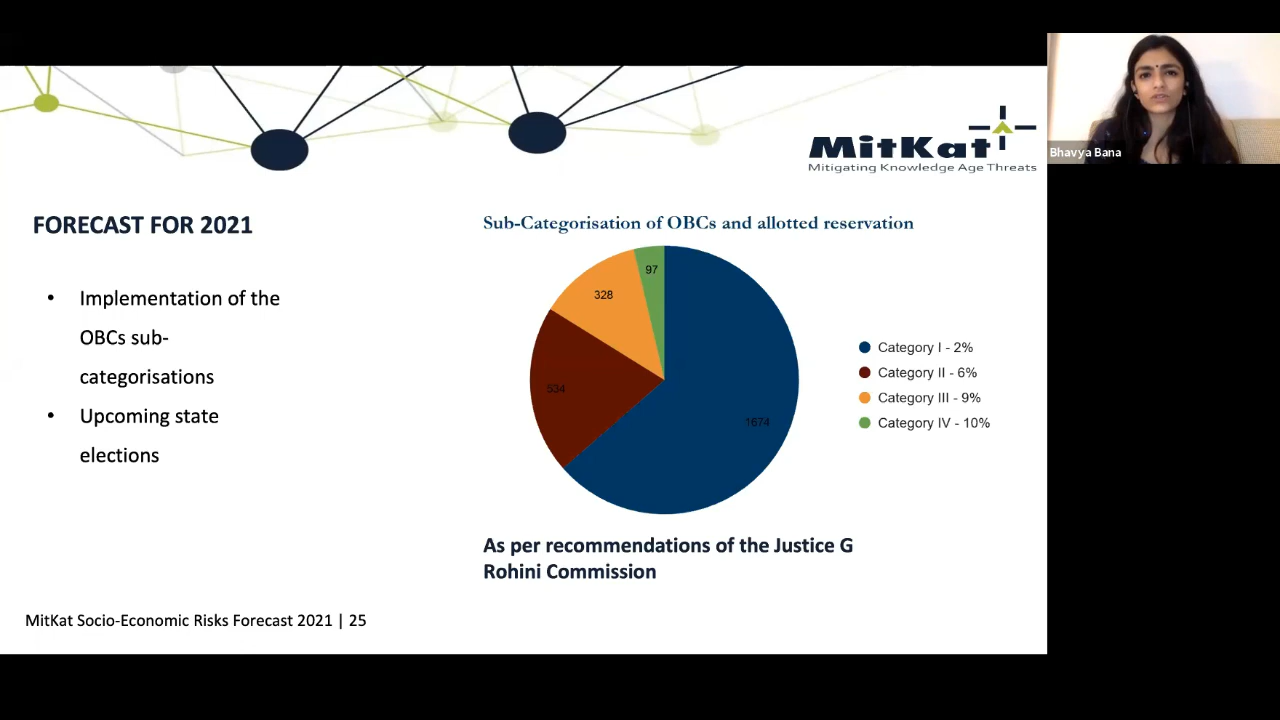 MitKat
Mitigating Knowledge Age Threats
Bhavya Bana
FORECAST FOR 2021
• Implementation of the
OBCs sub-
categorisations
• Upcoming state
elections
Sub-Categorisation of OBCs and allotted reservation
97
328
534
1674
Category I - 2%
Category II - 6%
Category III - 9%
Category IV - 10%
As per recommendations of the Justice G
Rohini Commission
MitKat Socio-Economic Risks Forecast 2021 | 25